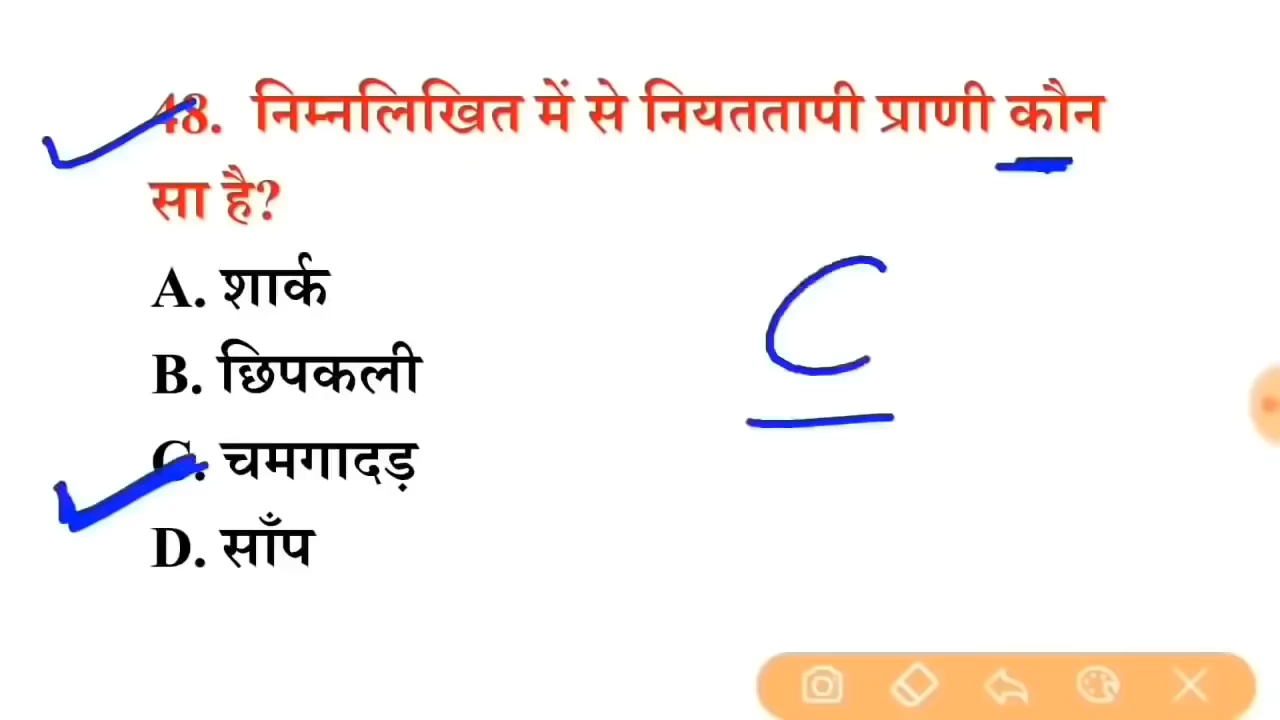 48. निम्नलिखित में से नियततापी प्राणी कौन
सा है?
A. शार्क
B. छिपकली
C. चमगादड़
D. साँप
C